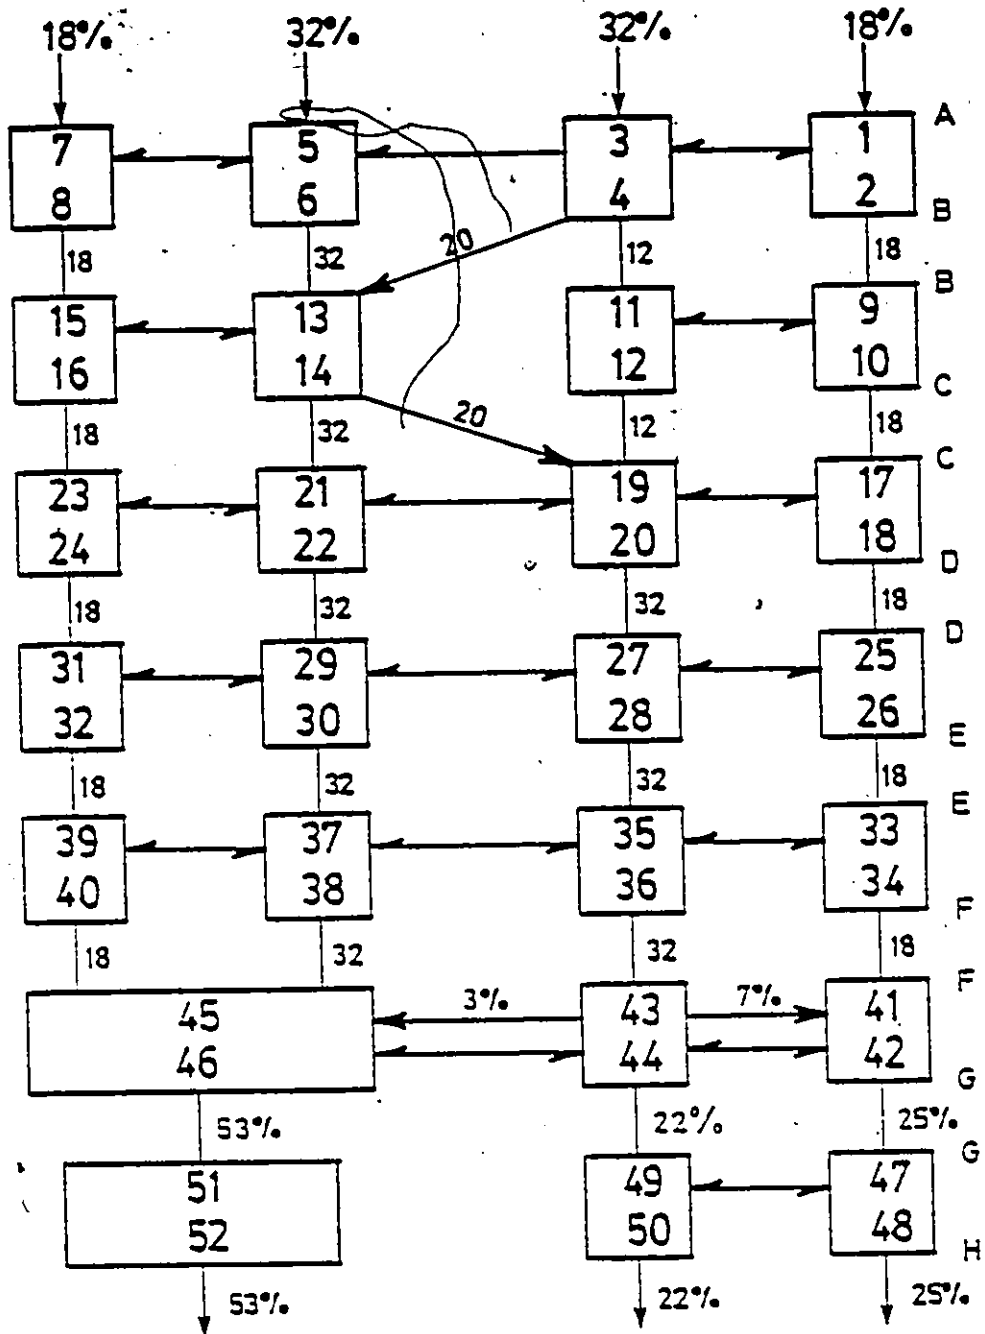 18% 32% 32% 18%
7 5 3 1 A
8 6 4 2 B
18 32 20 12 18
15 13 11 9 B
16 14 12 10 C
18 32 20 12 18
23 21 19 17 C
24 22 20 18 D
18 32 32 18
31 29 27 25 D
32 30 28 26 E
18 32 32 18
39 37 35 33 E
40 38 36 34 F
18 32 32 18
45 3% 43 7% 41 F
46 44 42 G
53% 22% 25%
51 49 47 G
52 50 48 H
53% 22% 25%